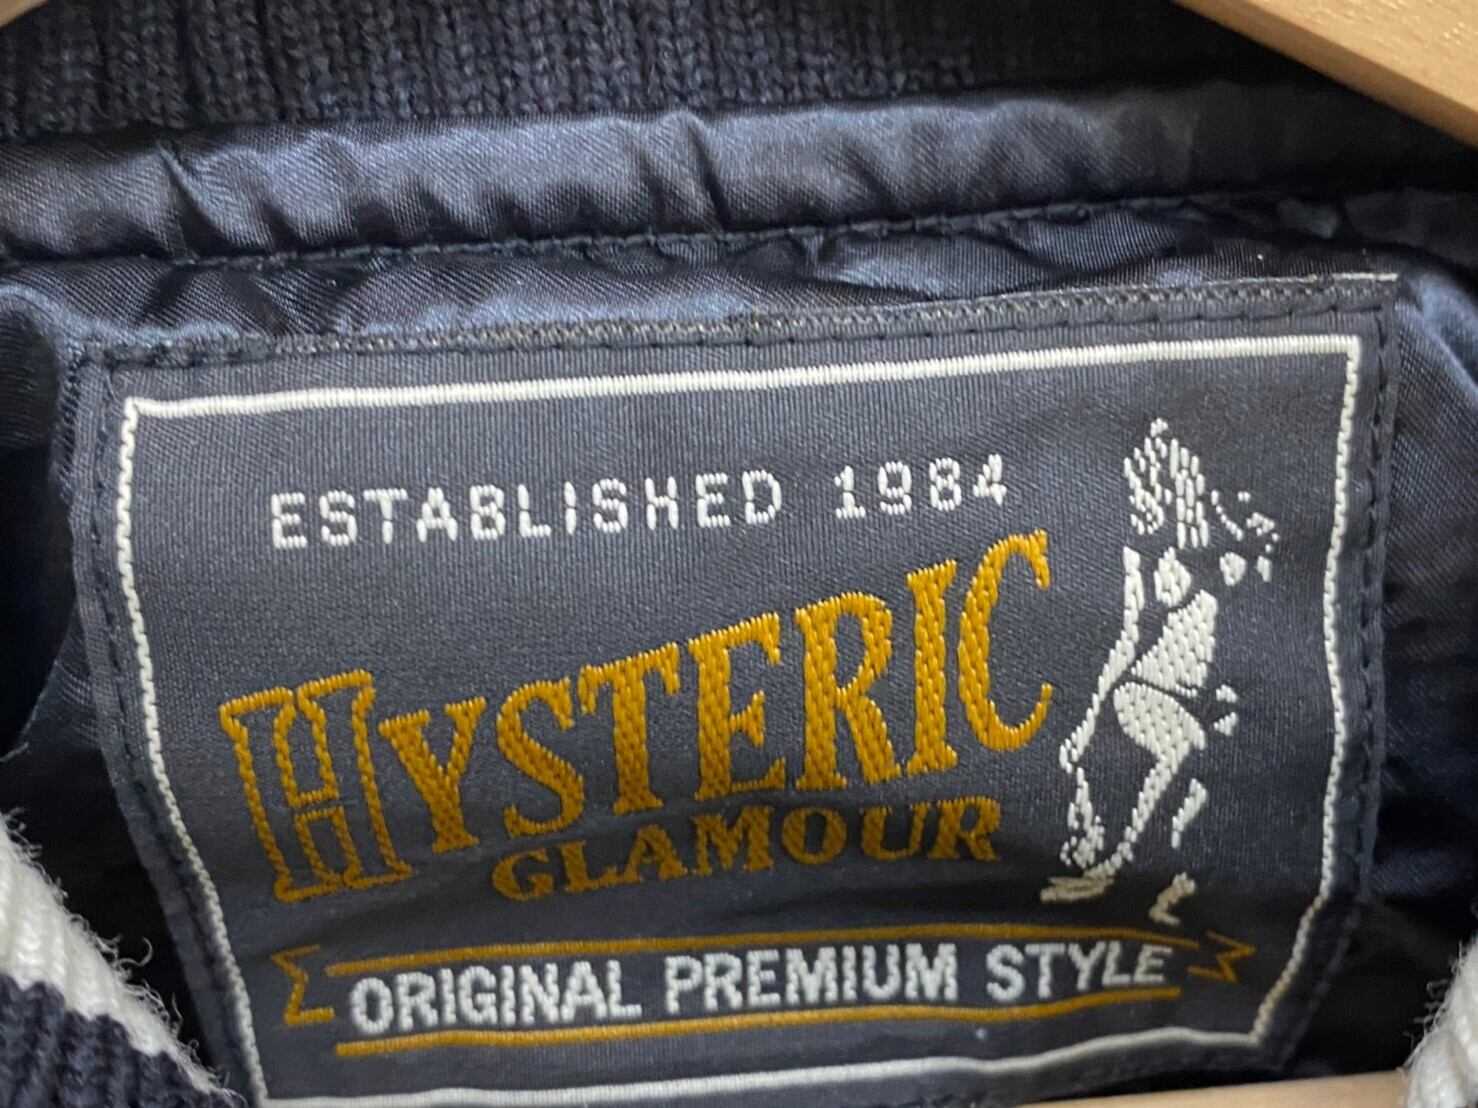 ESTABLISHED 1984
HYSTERIC
GLAMOUR
ORIGINAL PREMIUM STYLE